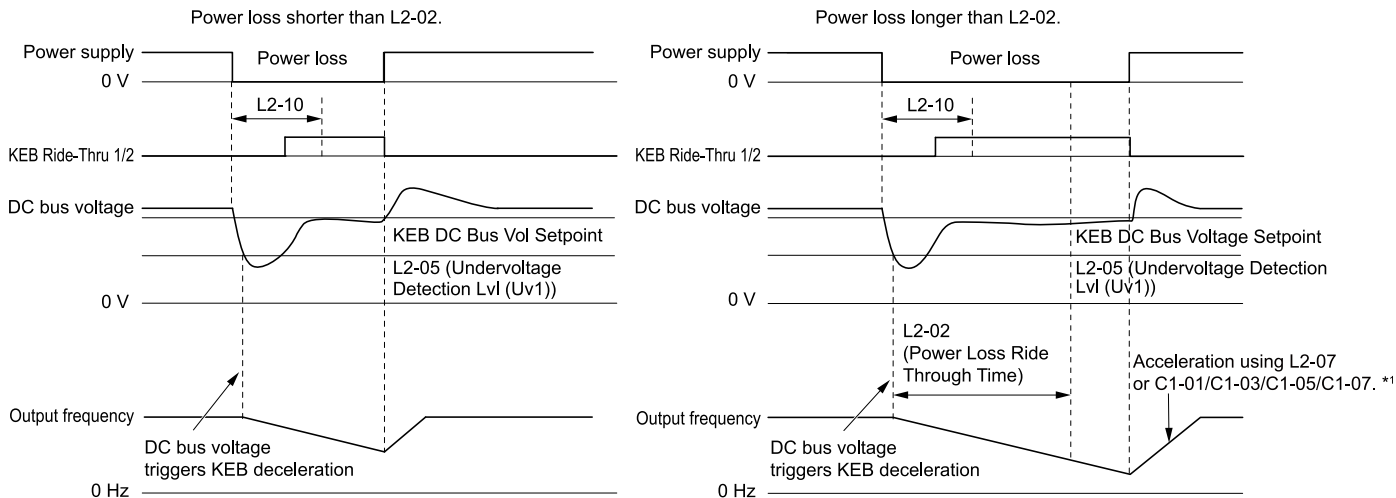 Power loss shorter than L2-02.
Power supply
Power loss
0 V
L2-10
KEB Ride-Thru 1/2
DC bus voltage
KEB DC Bus Vol Setpoint
L2-05 (Undervoltage
Detection Lvl (Uv1))
0 V
Output frequency
DC bus voltage
triggers KEB deceleration
0 Hz
Power loss longer than L2-02.
Power supply
Power loss
0 V
L2-10
KEB Ride-Thru 1/2
DC bus voltage
KEB DC Bus Voltage Setpoint
L2-05 (Undervoltage Detection
Lvl (Uv1))
0 V
L2-02
(Power Loss Ride
Through Time)
Acceleration using L2-07
or C1-01/C1-03/C1-05/C1-07. *1
Output frequency
DC bus voltage
triggers KEB deceleration
0 Hz